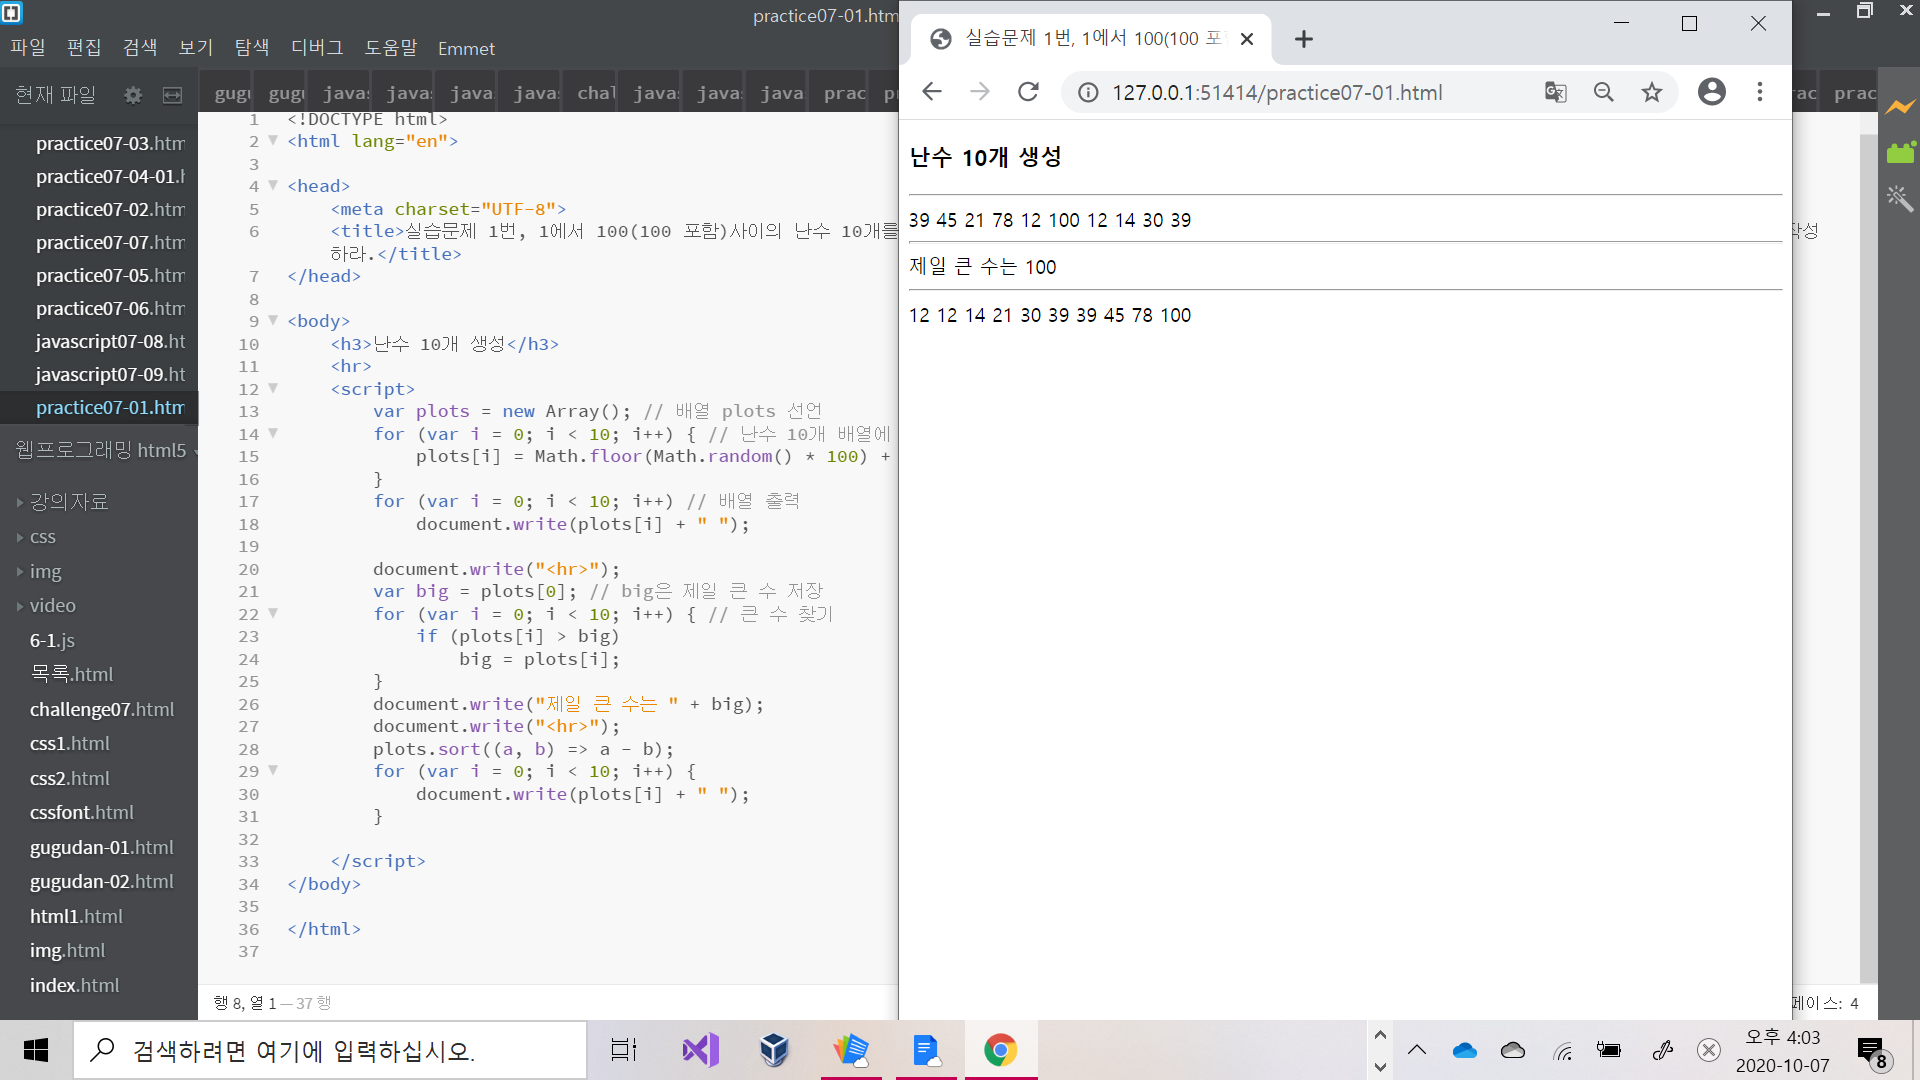 practice07-01.htm
파일 편집 검색 보기 탐색 디버그 도움말 Emmet
현재 파일
practice07-03.htm
practice07-04-01.
practice07-02.htm
practice07-07.htm
practice07-05.htm
practice07-06.htm
javascript07-08.ht
javascript07-09.ht
practice07-01.htm
웹프로그래밍 html5
강의자료
css
img
video
6-1.js
목록.html
challenge07.html
css1.html
css2.html
cssfont.html
gugudan-01.html
gugudan-02.html
html1.html
img.html
index.html
gugu gugu javas javas javas javas chal javas javas javas prac
prac
1 <!DOCTYPE html>
2 <html lang="en">
3
4 <head>
5 <meta charset="UTF-8">
6 <title>실습문제 1번, 1에서 100(100 포함)사이의 난수 10개를
작성
하라.</title>
7 </head>
8
9 <body>
10 <h3>난수 10개 생성</h3>
11 <hr>
12 <script>
13 var plots = new Array(); // 배열 plots 선언
14 for (var i = 0; i < 10; i++) { // 난수 10개 배열에
15 plots[i] = Math.floor(Math.random() * 100) +
16 }
17 for (var i = 0; i < 10; i++) // 배열 출력
18 document.write(plots[i] + " ");
19
20 document.write("<hr>");
21 var big = plots[0]; // big은 제일 큰 수 저장
22 for (var i = 0; i < 10; i++) { // 큰 수 찾기
23 if (plots[i] > big)
24 big = plots[i];
25 }
26 document.write("제일 큰 수는 " + big);
27 document.write("<hr>");
28 plots.sort((a, b) => a - b);
29 for (var i = 0; i < 10; i++) {
30 document.write(plots[i] + " ");
31 }
32
33 </script>
34 </body>
35
36 </html>
37
행 8, 열 1 — 37 행
페이스: 4
실습문제 1번, 1에서 100(100 포
127.0.0.1:51414/practice07-01.html
난수 10개 생성
39 45 21 78 12 100 12 14 30 39
제일 큰 수는 100
12 12 14 21 30 39 39 45 78 100
검색하려면 여기에 입력하십시오.
오후 4:03
2020-10-07
8